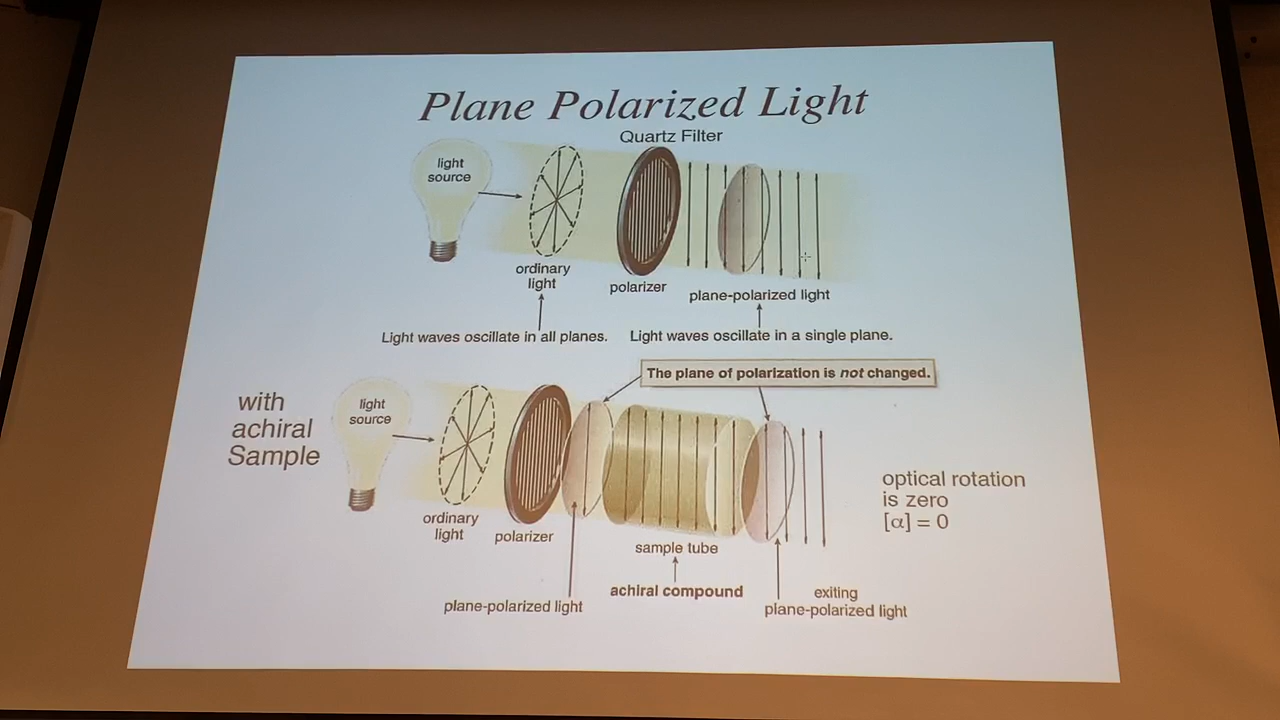 Plane Polarized Light
Quartz Filter
light
source
ordinary
light
polarizer
plane-polarized light
Light waves oscillate in all planes.
Light waves oscillate in a single plane.
The plane of polarization is not changed.
with
achiral
Sample
light
source
ordinary
light
polarizer
sample tube
achiral compound
plane-polarized light
exiting
plane-polarized light
optical rotation
is zero
[α] = 0